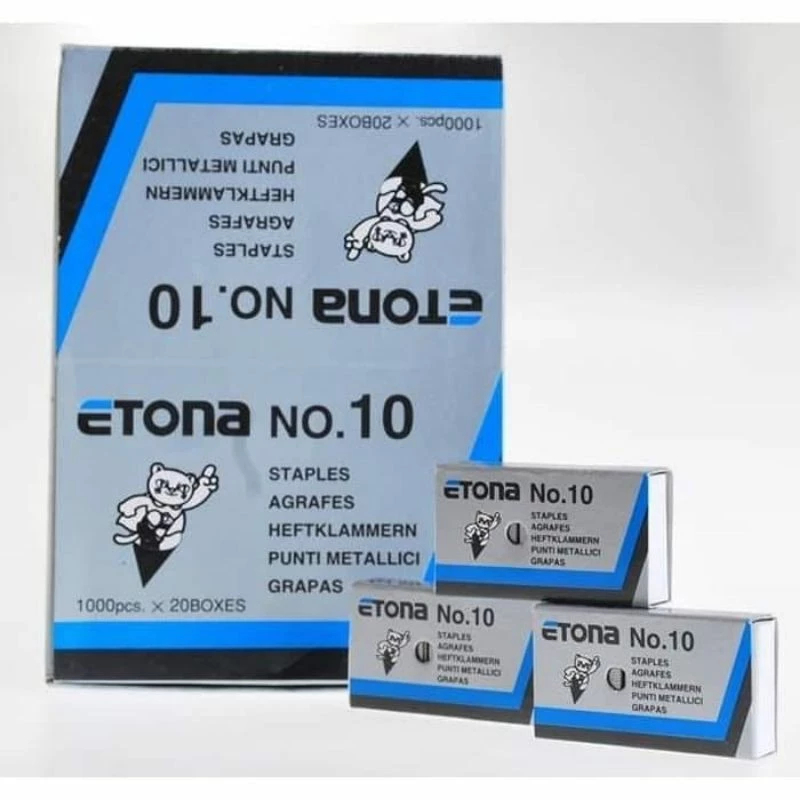 1000pcs. × 20BOXES
GRAPAS
PUNTI METALLICI
HEFTKLAMMERN
AGRAFES
STAPLES
ETONA NO.10
ETONA NO.10
STAPLES
AGRAFES
HEFTKLAMMERN
PUNTI METALLICI
GRAPAS
1000pcs. × 20BOXES
ETONA No.10
STAPLES
AGRAFES
HEFTKLAMMERN
PUNTI METALLICI
GRAPAS
ETONA No.10
STAPLES
AGRAFES
HEFTKLAMMERN
PUNTI METALLICI
GRAPAS
ETONA No.10
STAPLES
AGRAFES
HEFTKLAMMERN
PUNTI METALLICI
GRAPAS